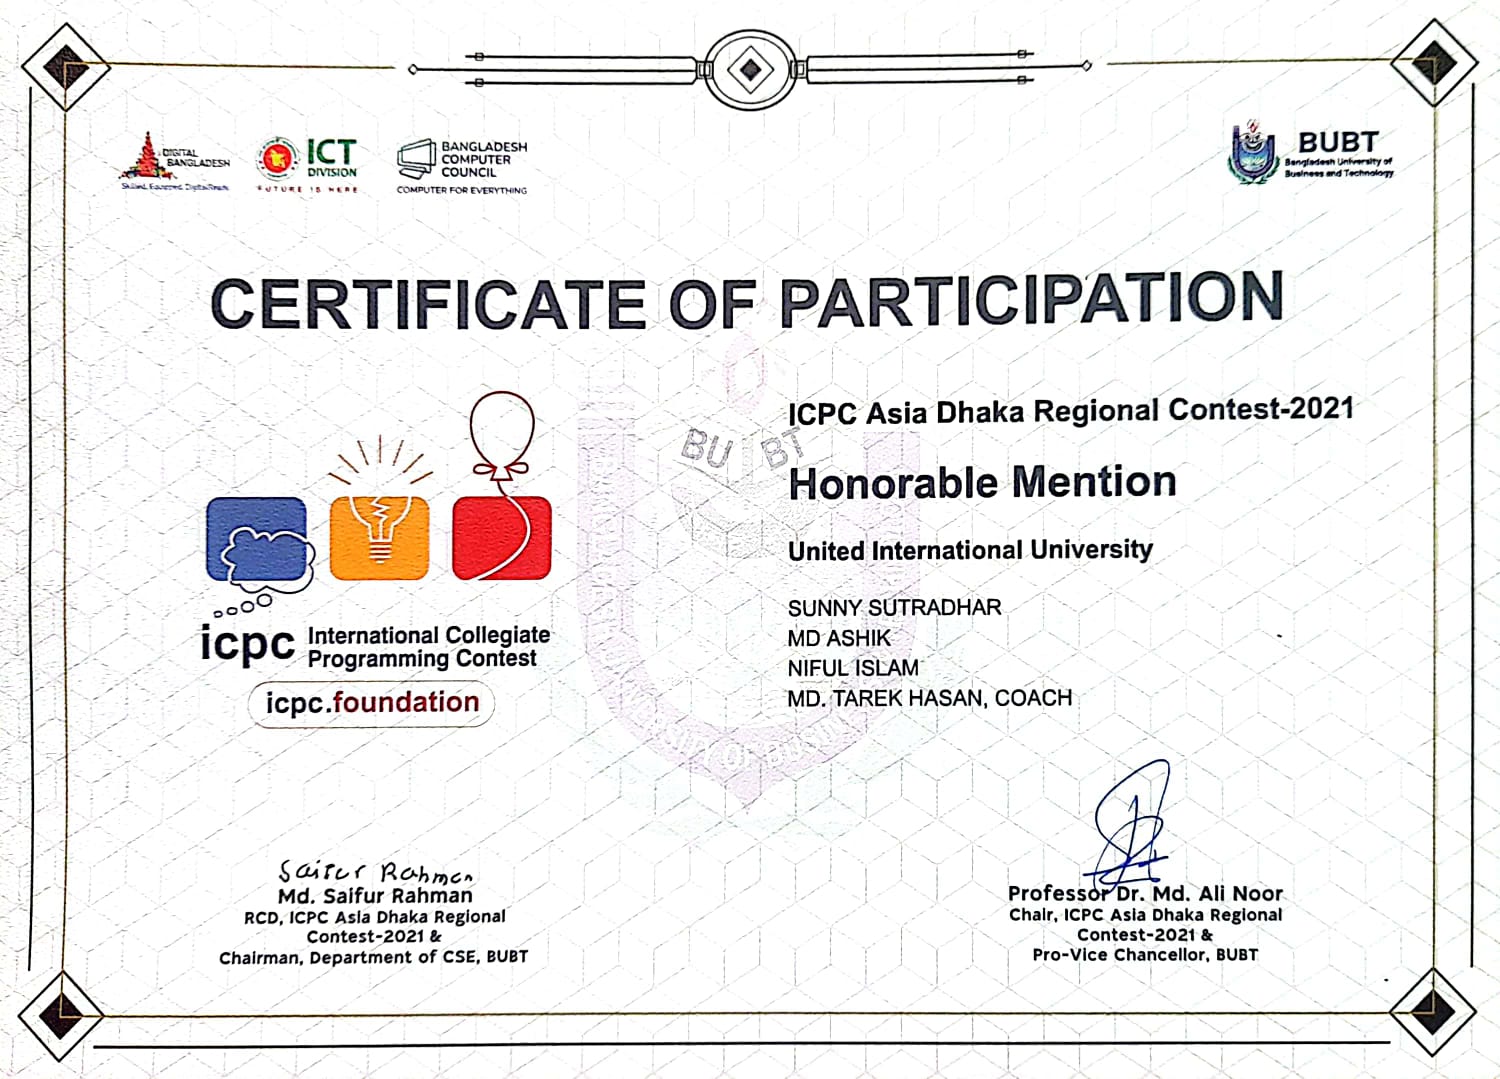 DIGITAL
BANGLADESH
ICT
DIVISION
FUTURE IS HERE
BANGLADESH
COMPUTER
COUNCIL
COMPUTER FOR EVERYTHING
BUBT
Bangladesh University of
Business and Technology
CERTIFICATE OF PARTICIPATION
ICPC Asia Dhaka Regional Contest-2021
BUBT
Honorable Mention
United International University
SUNNY SUTRADHAR
MD ASHIK
NIFUL ISLAM
MD. TAREK HASAN, COACH
icpc International Collegiate
Programming Contest
icpc.foundation
Saifur Rahman
Md. Saifur Rahman
RCD, ICPC Asia Dhaka Regional
Contest-2021 &
Chairman, Department of CSE, BUBT
Professor Dr. Md. Ali Noor
Chair, ICPC Asia Dhaka Regional
Contest-2021 &
Pro-Vice Chancellor, BUBT